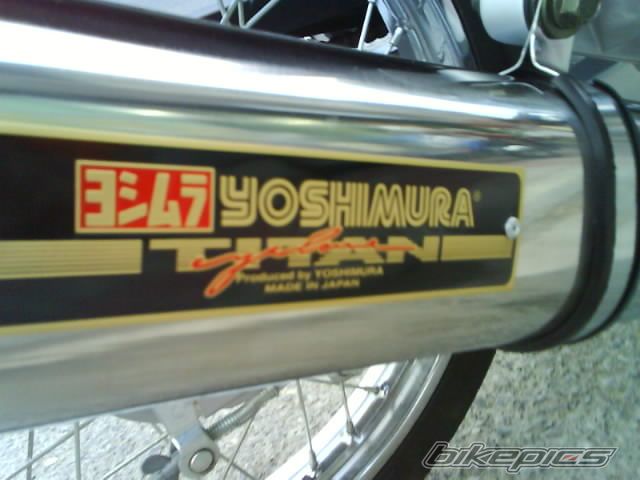 ヨシムラ YOSHIMURA®
TITAN
cyclone
Produced by YOSHIMURA
MADE IN JAPAN
bikepics